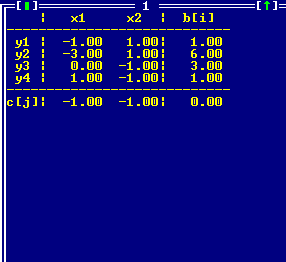 [▮] 1 [↑]
¦ x1 x2 ¦ b[i]
------------------------------
y1 ¦ -1.00 1.00¦ 1.00
y2 ¦ -3.00 1.00¦ 6.00
y3 ¦ 0.00 -1.00¦ 3.00
y4 ¦ 1.00 -1.00¦ 1.00
------------------------------
c[j]¦ -1.00 -1.00¦ 0.00